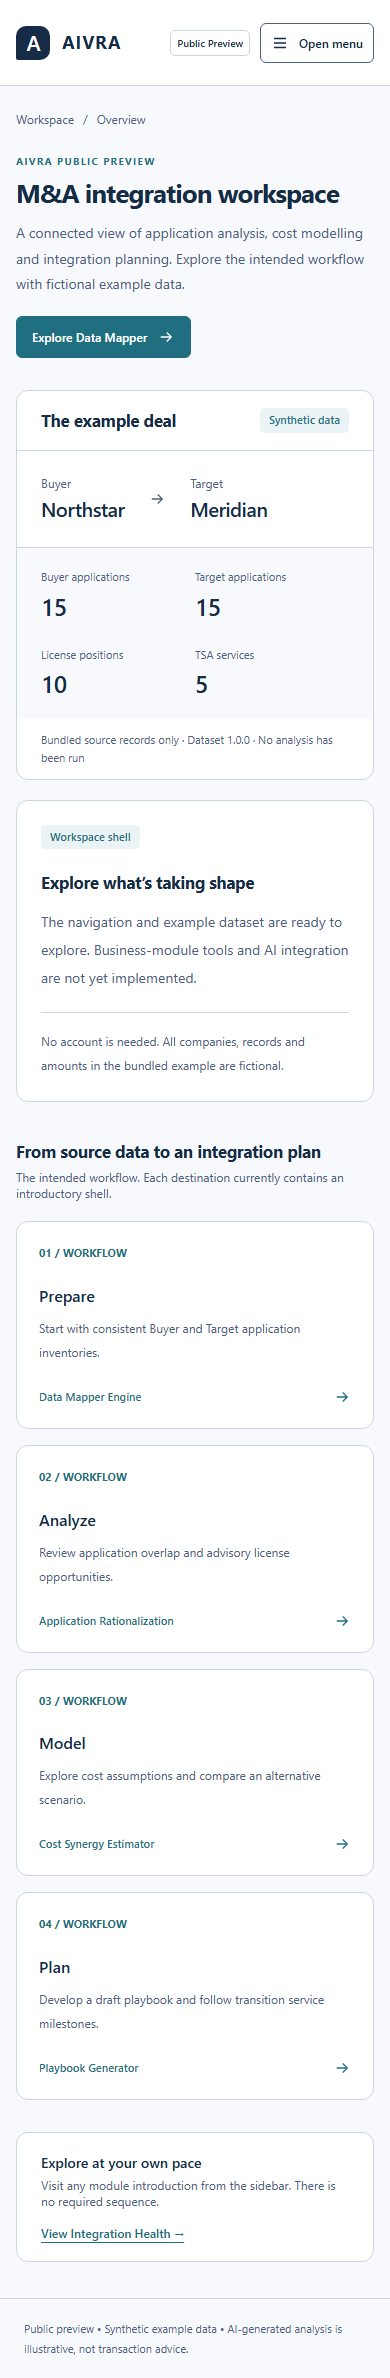 A AIVRA Public Preview Open menu
Workspace / Overview
AIVRA PUBLIC PREVIEW
M&A integration workspace
A connected view of application analysis, cost modelling
and integration planning. Explore the intended workflow
with fictional example data.
Explore Data Mapper →
The example deal Synthetic data
Buyer Target
Northstar → Meridian
Buyer applications Target applications
15 15
License positions TSA services
10 5
Bundled source records only · Dataset 1.0.0 · No analysis has
been run
Workspace shell
Explore what’s taking shape
The navigation and example dataset are ready to
explore. Business-module tools and AI integration
are not yet implemented.
No account is needed. All companies, records and
amounts in the bundled example are fictional.
From source data to an integration plan
The intended workflow. Each destination currently contains an
introductory shell.
01 / WORKFLOW
Prepare
Start with consistent Buyer and Target application
inventories.
Data Mapper Engine →
02 / WORKFLOW
Analyze
Review application overlap and advisory license
opportunities.
Application Rationalization →
03 / WORKFLOW
Model
Explore cost assumptions and compare an alternative
scenario.
Cost Synergy Estimator →
04 / WORKFLOW
Plan
Develop a draft playbook and follow transition service
milestones.
Playbook Generator →
Explore at your own pace
Visit any module introduction from the sidebar. There is
no required sequence.
View Integration Health →
Public preview • Synthetic example data • AI-generated analysis is
illustrative, not transaction advice.